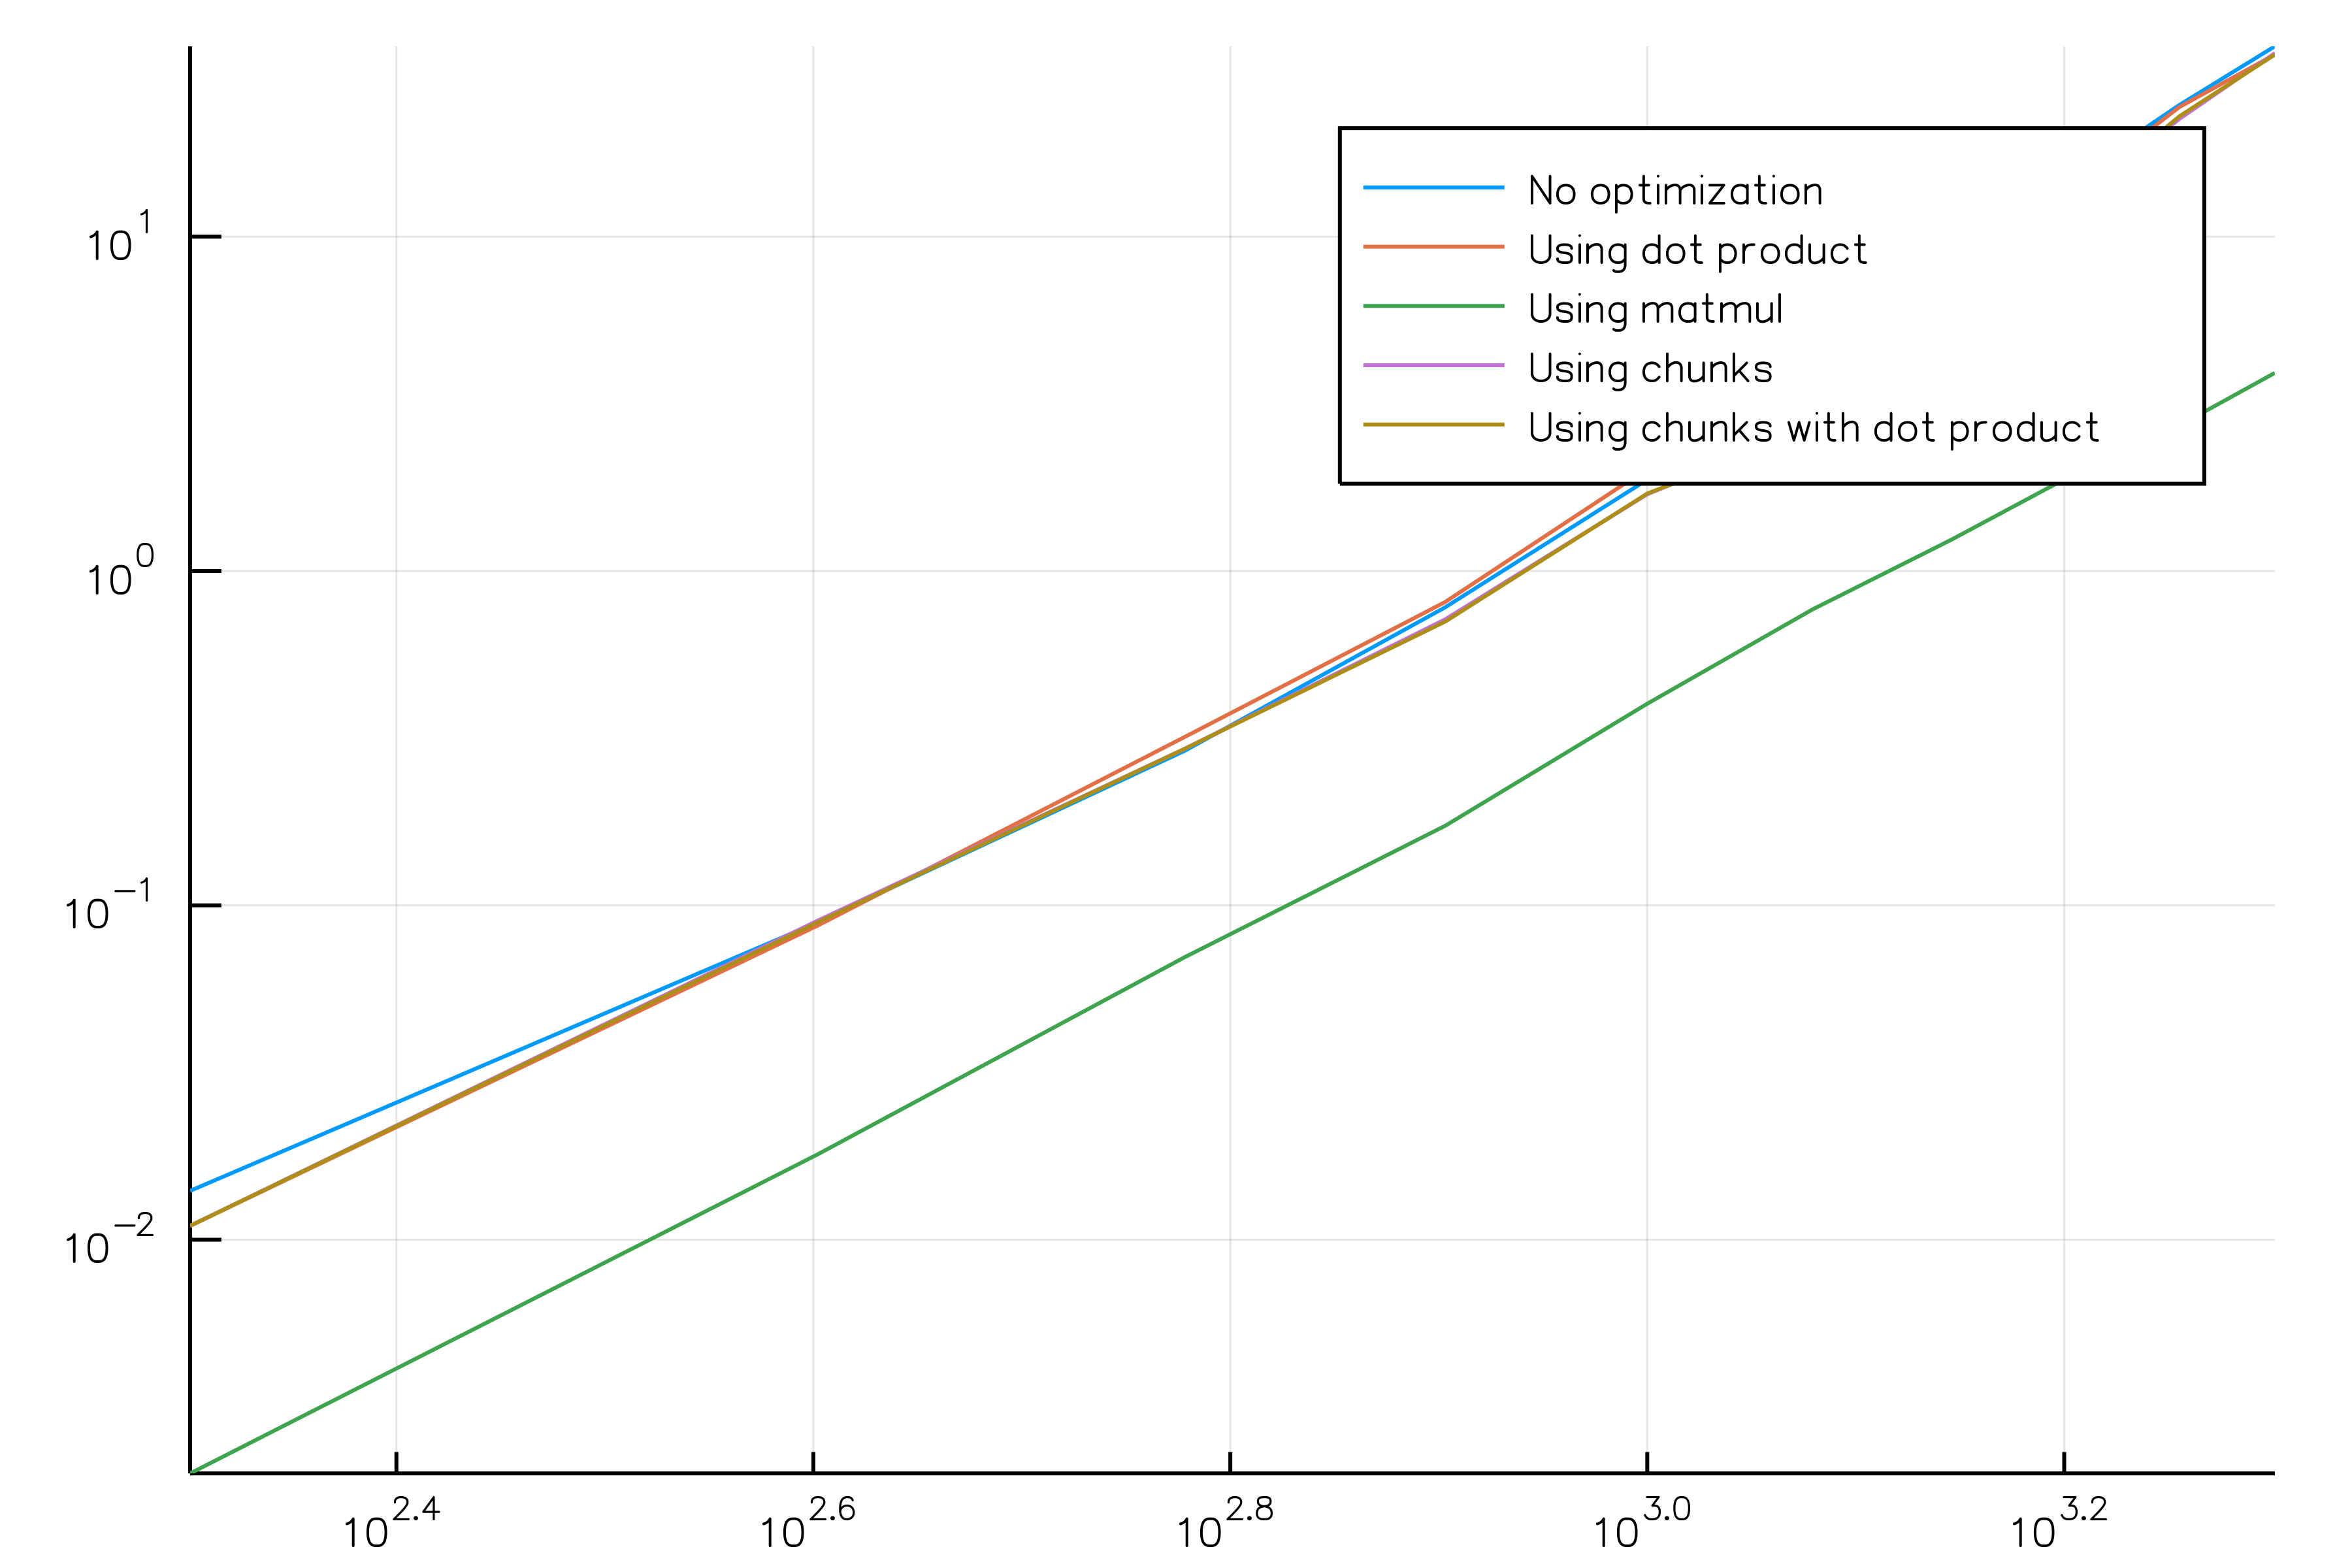 10^1
10^0
10^-1
10^-2
No optimization
Using dot product
Using matmul
Using chunks
Using chunks with dot product
10^2.4 10^2.6 10^2.8 10^3.0 10^3.2